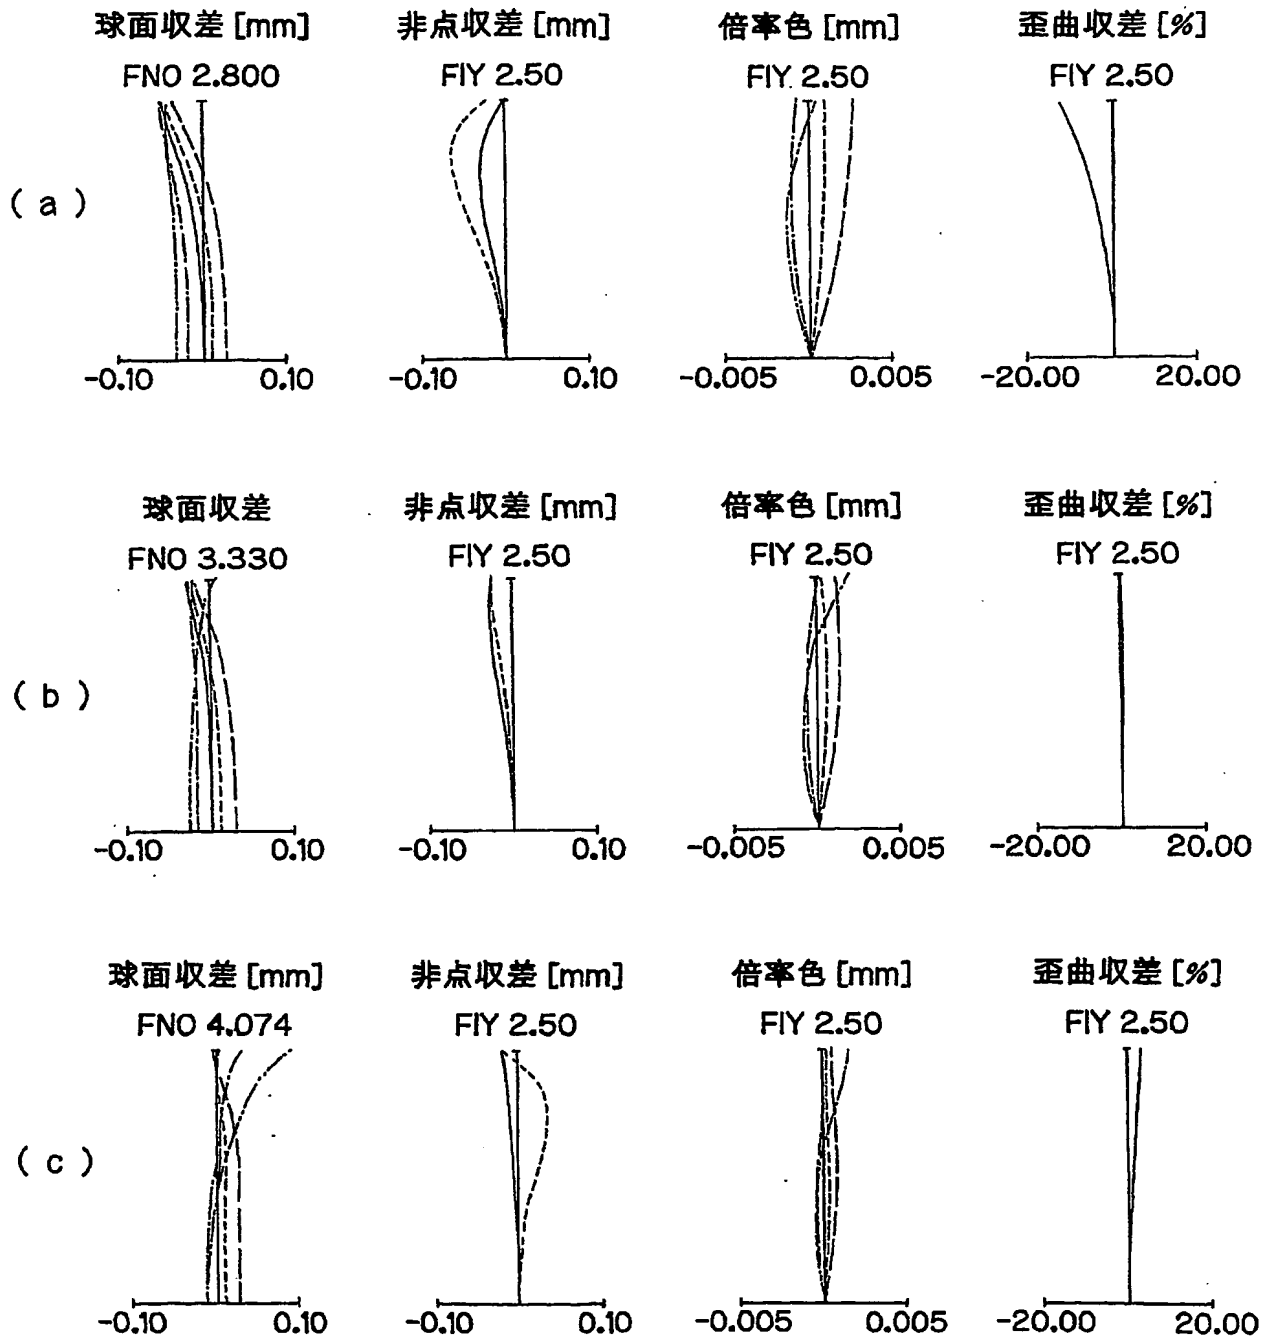 球面収差 [mm] 非点収差 [mm] 倍率色 [mm] 歪曲収差 [%]
FNO 2.800 FIY 2.50 FIY 2.50 FIY 2.50
( a )
-0.10 0.10 -0.10 0.10 -0.005 0.005 -20.00 20.00
球面収差 非点収差 [mm] 倍率色 [mm] 歪曲収差 [%]
FNO 3.330 FIY 2.50 FIY 2.50 FIY 2.50
( b )
-0.10 0.10 -0.10 0.10 -0.005 0.005 -20.00 20.00
球面収差 [mm] 非点収差 [mm] 倍率色 [mm] 歪曲収差 [%]
FNO 4.074 FIY 2.50 FIY 2.50 FIY 2.50
( c )
-0.10 0.10 -0.10 0.10 -0.005 0.005 -20.00 20.00